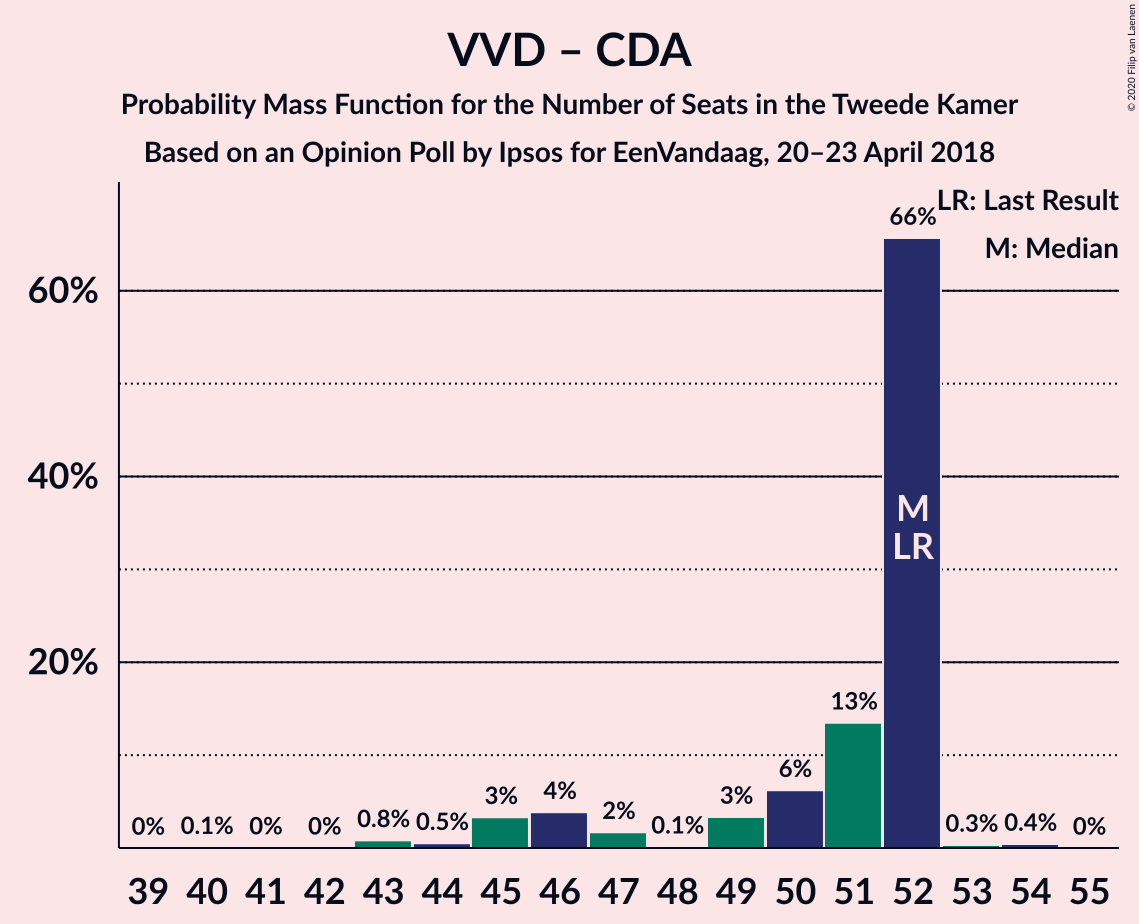 VVD – CDA
Probability Mass Function for the Number of Seats in the Tweede Kamer
Based on an Opinion Poll by Ipsos for EenVandaag, 20–23 April 2018
© 2020 Filip van Laenen
LR: Last Result
M: Median
60%
40%
20%
0% 0.1% 0% 0% 0.8% 0.5% 3% 4% 2% 0.1% 3% 6% 13% 66% 0.3% 0.4% 0%
M
LR
39 40 41 42 43 44 45 46 47 48 49 50 51 52 53 54 55